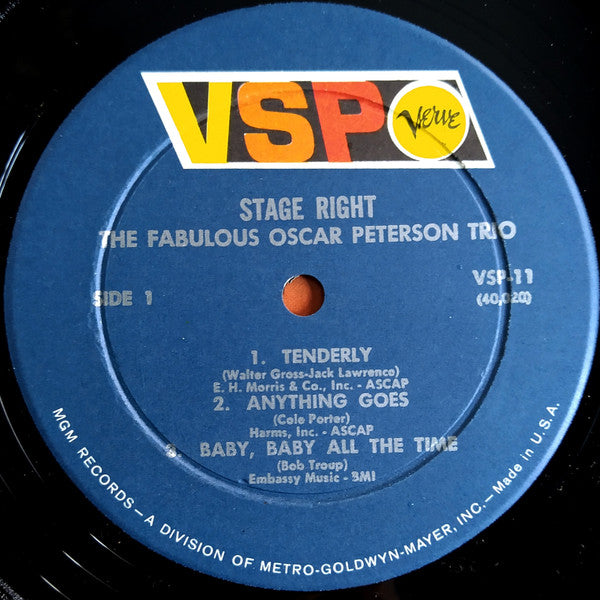 VSP Verve
STAGE RIGHT
THE FABULOUS OSCAR PETERSON TRIO
SIDE 1
VSP-11
(40,020)
1. TENDERLY
(Walter Gross-Jack Lawrence)
E. H. Morris & Co., Inc. - ASCAP
2. ANYTHING GOES
(Cole Porter)
Harms, Inc. - ASCAP
BABY, BABY ALL THE TIME
(Bob Troup)
Embassy Music - BMI
MGM RECORDS – A DIVISION OF METRO-GOLDWYN-MAYER, INC. – Made in U.S.A.